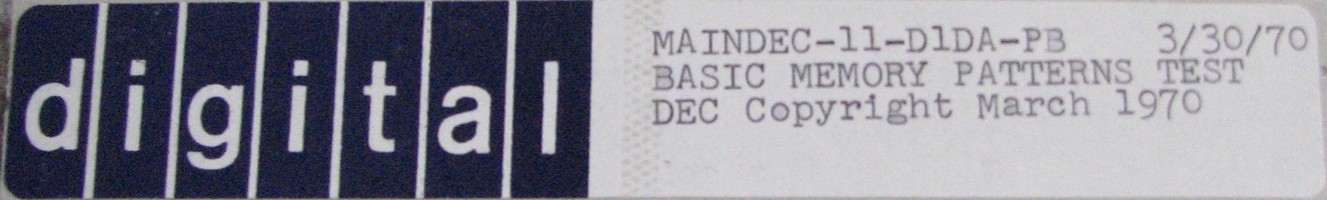 digital
MAINDEC-11-D1DA-PB 3/30/70
BASIC MEMORY PATTERNS TEST
DEC Copyright March 1970